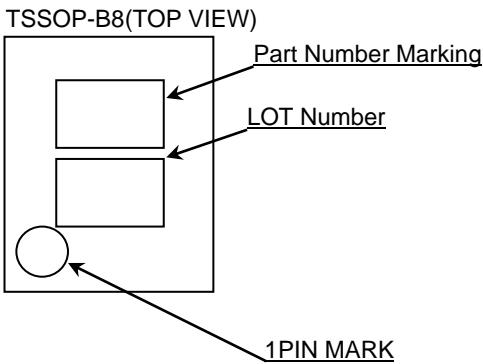 TSSOP-B8(TOP VIEW)
Part Number Marking
LOT Number
1PIN MARK